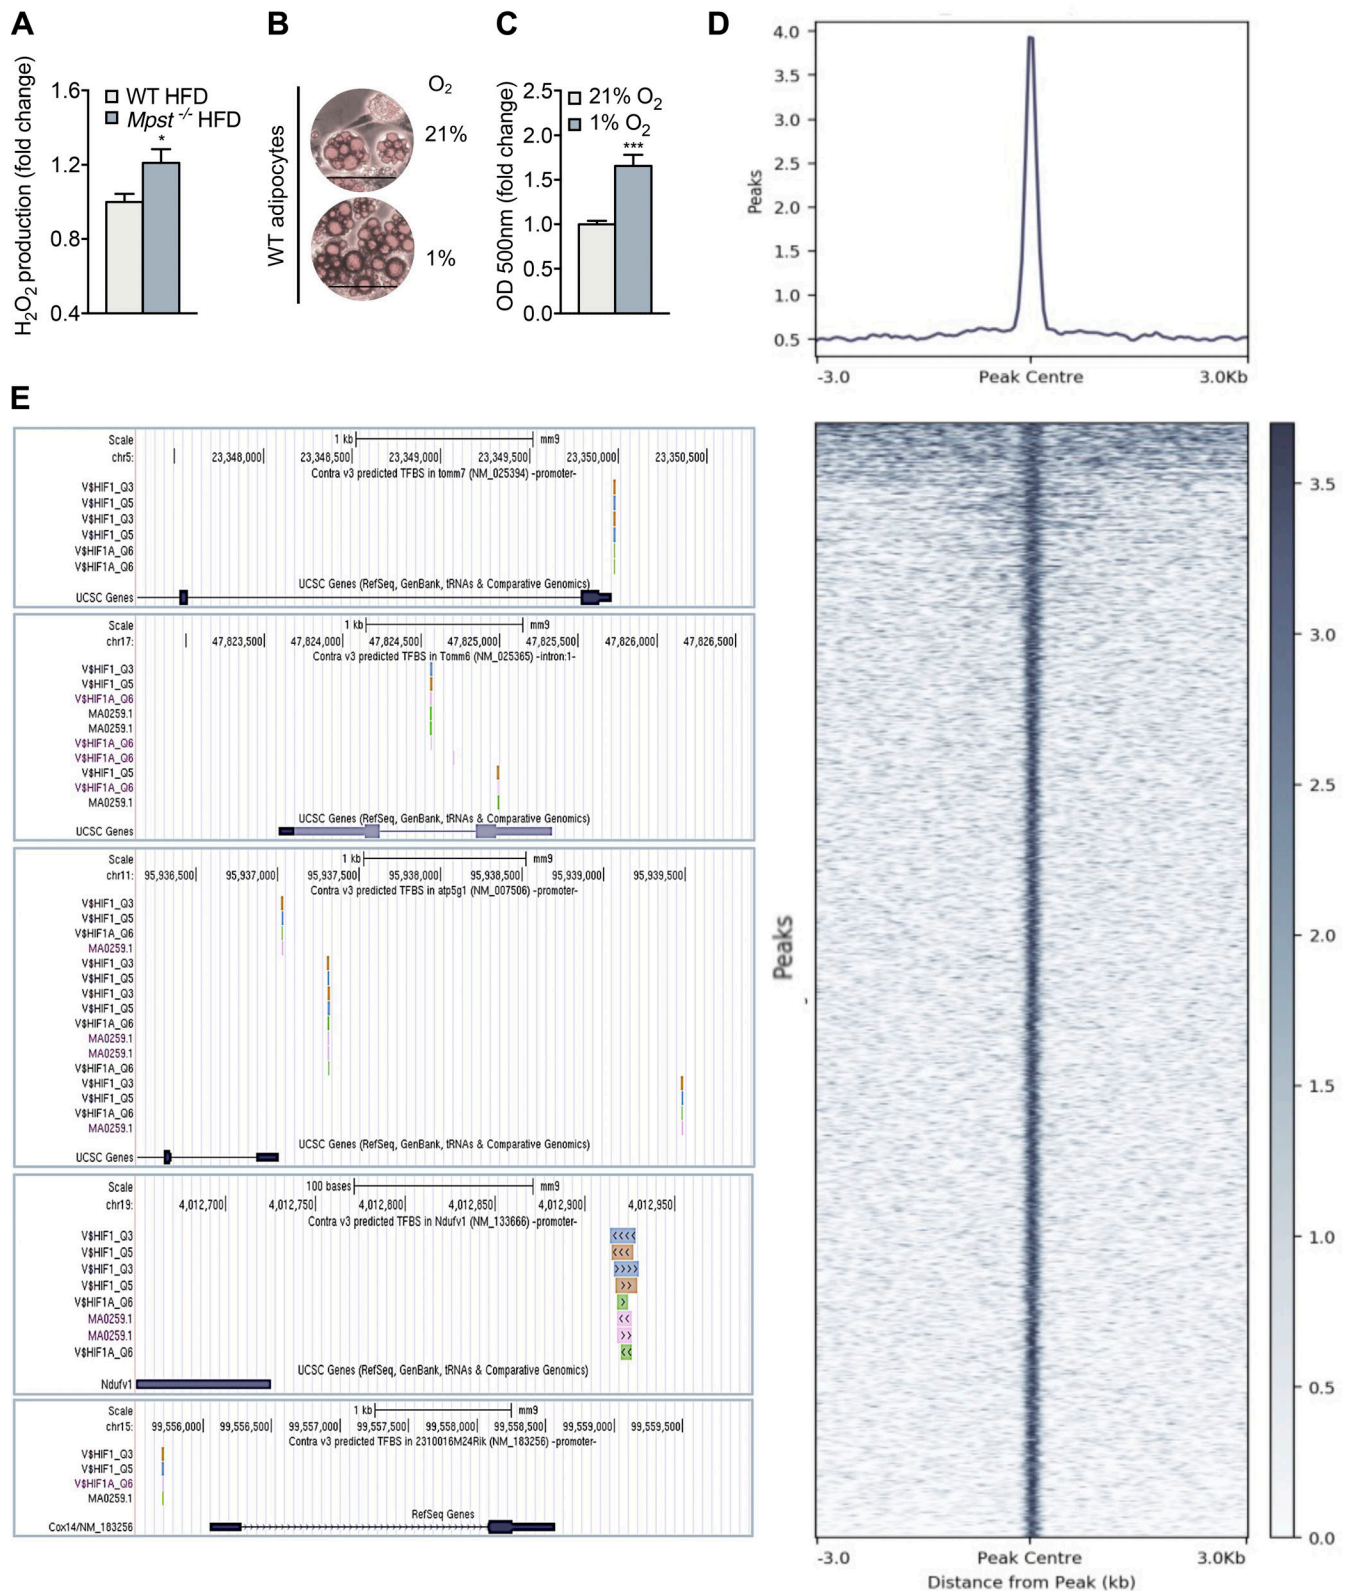 A
B
C
D
H2O2 production (fold change)
1.6
1.2
0.8
0.4
WT HFD
Mpst -/- HFD
*
WT adipocytes
O2
21%
1%
OD 500nm (fold change)
2.5
2.0
1.5
1.0
0.5
0.0
21% O2
1% O2
***
Peaks
4.0
3.5
3.0
2.5
2.0
1.5
1.0
0.5
-3.0 Peak Centre 3.0Kb
E
Scale 1 kb mm9
chr5: 23,348,000 23,348,500 23,349,000 23,349,500 23,350,000 23,350,500
Contra v3 predicted TFBS in tomm7 (NM_025394) -promoter-
V$HIF1_Q3
V$HIF1_Q5
V$HIF1_Q3
V$HIF1_Q5
V$HIF1A_Q6
V$HIF1A_Q6
UCSC Genes (RefSeq, GenBank, tRNAs & Comparative Genomics)
UCSC Genes
Scale 1 kb mm9
chr17: 47,823,500 47,824,000 47,824,500 47,825,000 47,825,500 47,826,000 47,826,500
Contra v3 predicted TFBS in Tomm6 (NM_025365) -intron:1-
V$HIF1_Q3
V$HIF1_Q5
V$HIF1A_Q6
MA0259.1
MA0259.1
V$HIF1A_Q6
V$HIF1A_Q6
V$HIF1_Q5
V$HIF1A_Q6
MA0259.1
UCSC Genes (RefSeq, GenBank, tRNAs & Comparative Genomics)
UCSC Genes
Scale 1 kb mm9
chr11: 95,936,500 95,937,000 95,937,500 95,938,000 95,938,500 95,939,000 95,939,500
Contra v3 predicted TFBS in atp5g1 (NM_007506) -promoter-
V$HIF1_Q3
V$HIF1_Q5
V$HIF1A_Q6
MA0259.1
V$HIF1_Q3
V$HIF1_Q5
V$HIF1_Q3
V$HIF1_Q5
V$HIF1A_Q6
MA0259.1
MA0259.1
V$HIF1A_Q6
V$HIF1_Q3
V$HIF1_Q5
V$HIF1A_Q6
MA0259.1
UCSC Genes (RefSeq, GenBank, tRNAs & Comparative Genomics)
UCSC Genes
Scale 100 bases mm9
chr19: 4,012,700 4,012,750 4,012,800 4,012,850 4,012,900 4,012,950
Contra v3 predicted TFBS in Ndufv1 (NM_133666) -promoter-
V$HIF1_Q3
V$HIF1_Q5
V$HIF1_Q3
V$HIF1_Q5
V$HIF1A_Q6
MA0259.1
MA0259.1
V$HIF1A_Q6
UCSC Genes (RefSeq, GenBank, tRNAs & Comparative Genomics)
Ndufv1
Scale 1 kb mm9
chr15: 99,556,000 99,556,500 99,557,000 99,557,500 99,558,000 99,558,500 99,559,000 99,559,500
Contra v3 predicted TFBS in 2310016M24Rik (NM_183256) -promoter-
V$HIF1_Q3
V$HIF1_Q5
V$HIF1A_Q6
MA0259.1
RefSeq Genes
Cox14/NM_183256
Peaks
3.5
3.0
2.5
2.0
1.5
1.0
0.5
0.0
-3.0 Peak Centre 3.0Kb
Distance from Peak (kb)